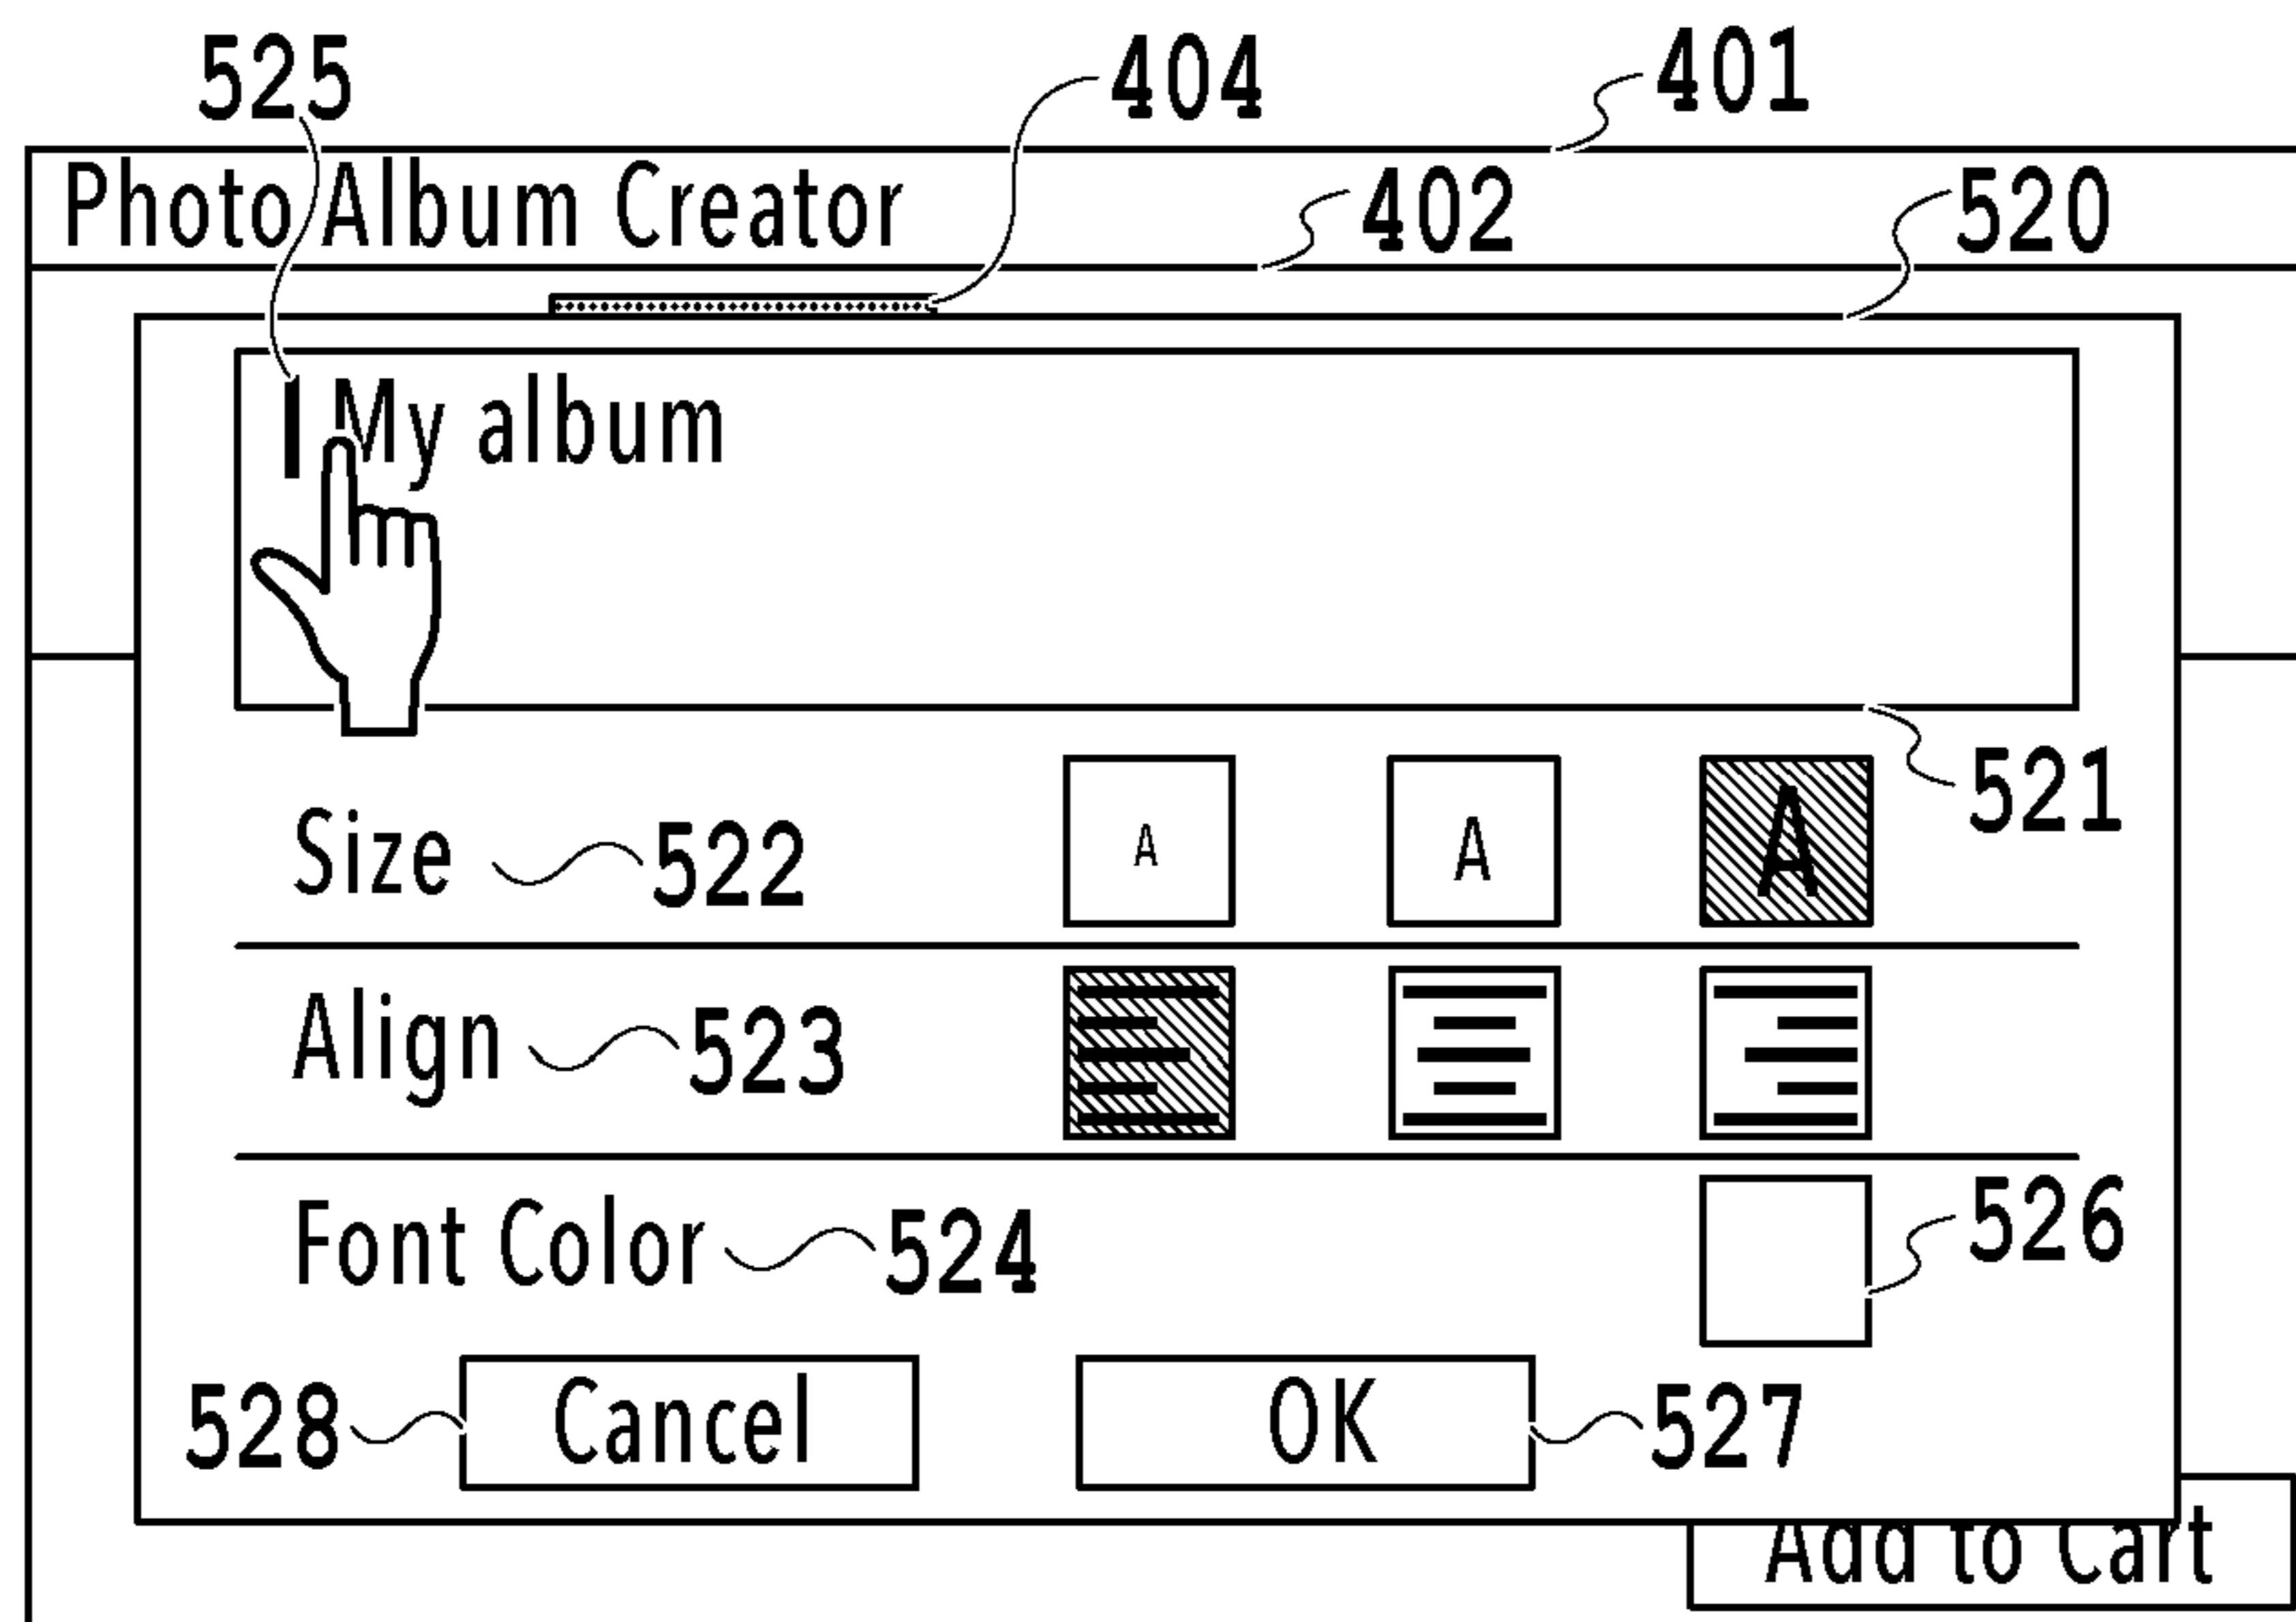 525 404 401
Photo Album Creator 402 520
My album
521
Size 522 A A A
Align 523
Font Color 524 526
528 Cancel OK 527
Add to Cart